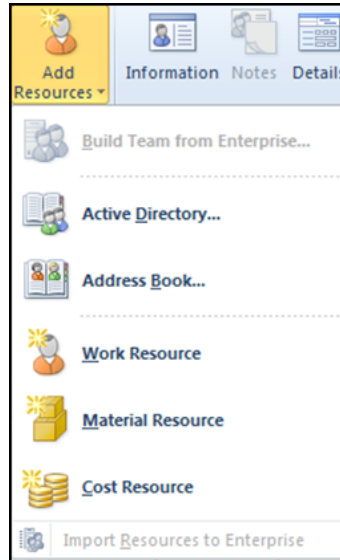 Add Resources
Information
Notes
Details
Build Team from Enterprise...
Active Directory...
Address Book...
Work Resource
Material Resource
Cost Resource
Import Resources to Enterprise